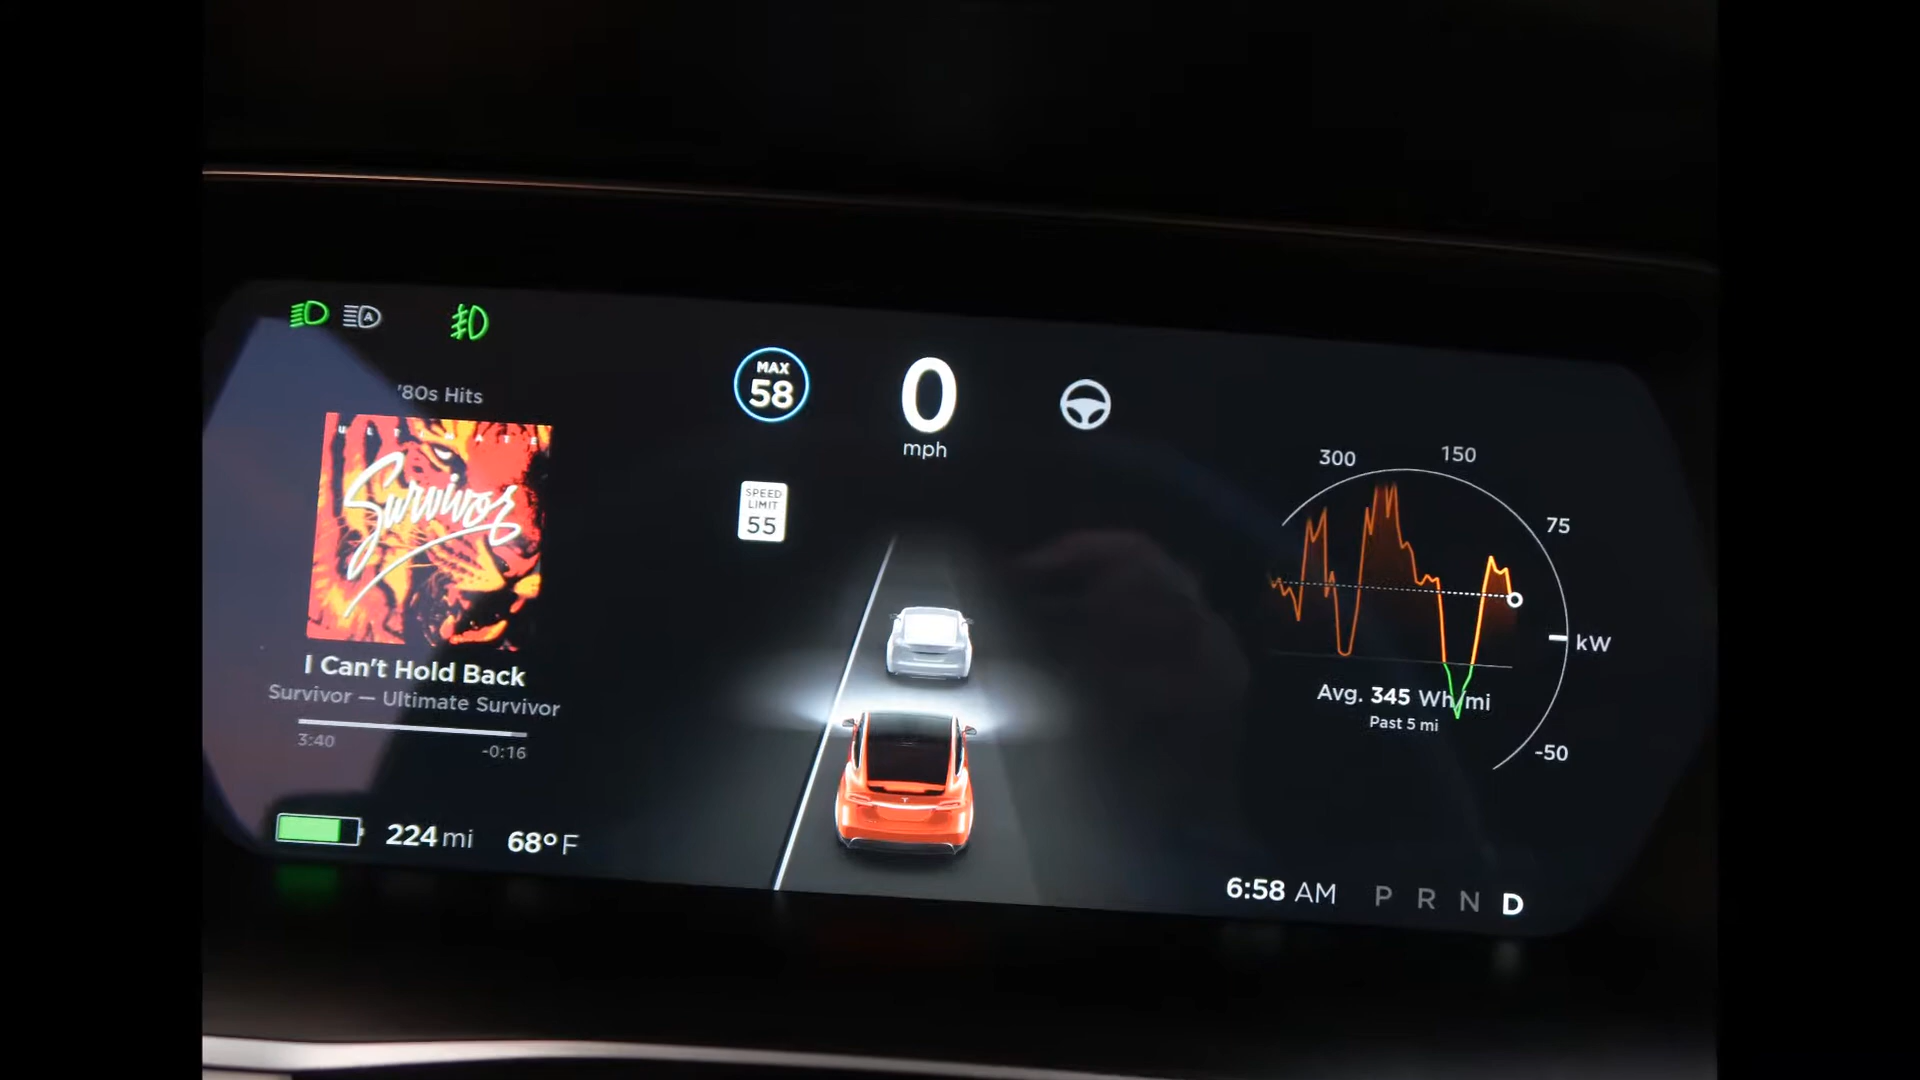 A
'80s Hits
ULTIMATE
Survivor
I Can't Hold Back
Survivor — Ultimate Survivor
3:40 -0:16
224 mi 68° F
MAX
58
0
mph
SPEED
LIMIT
55
300 150
75
kW
-50
Avg. 345 Wh/mi
Past 5 mi
6:58 AM P R N D